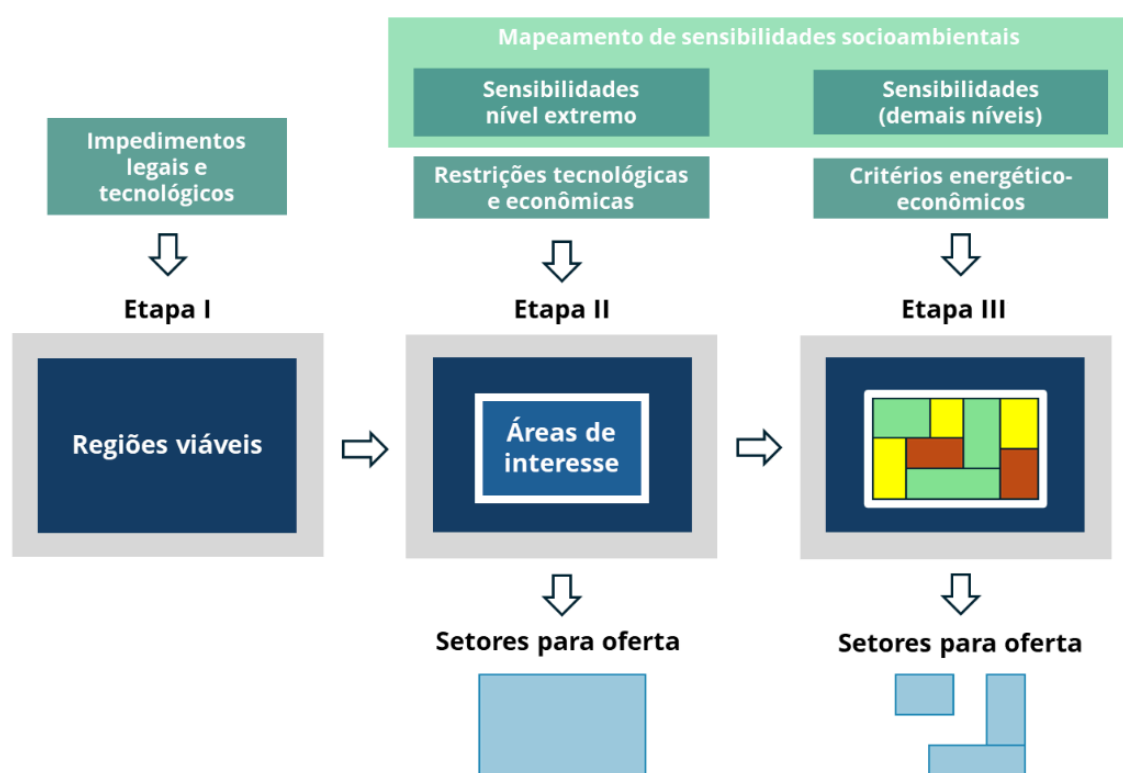 Mapeamento de sensibilidades socioambientais
Impedimentos
legais e
tecnológicos
Sensibilidades
nível extremo
Sensibilidades
(demais níveis)
Restrições tecnológicas
e econômicas
Critérios energético-
econômicos
Etapa I
Etapa II
Etapa III
Regiões viáveis
Áreas de
interesse
Setores para oferta
Setores para oferta